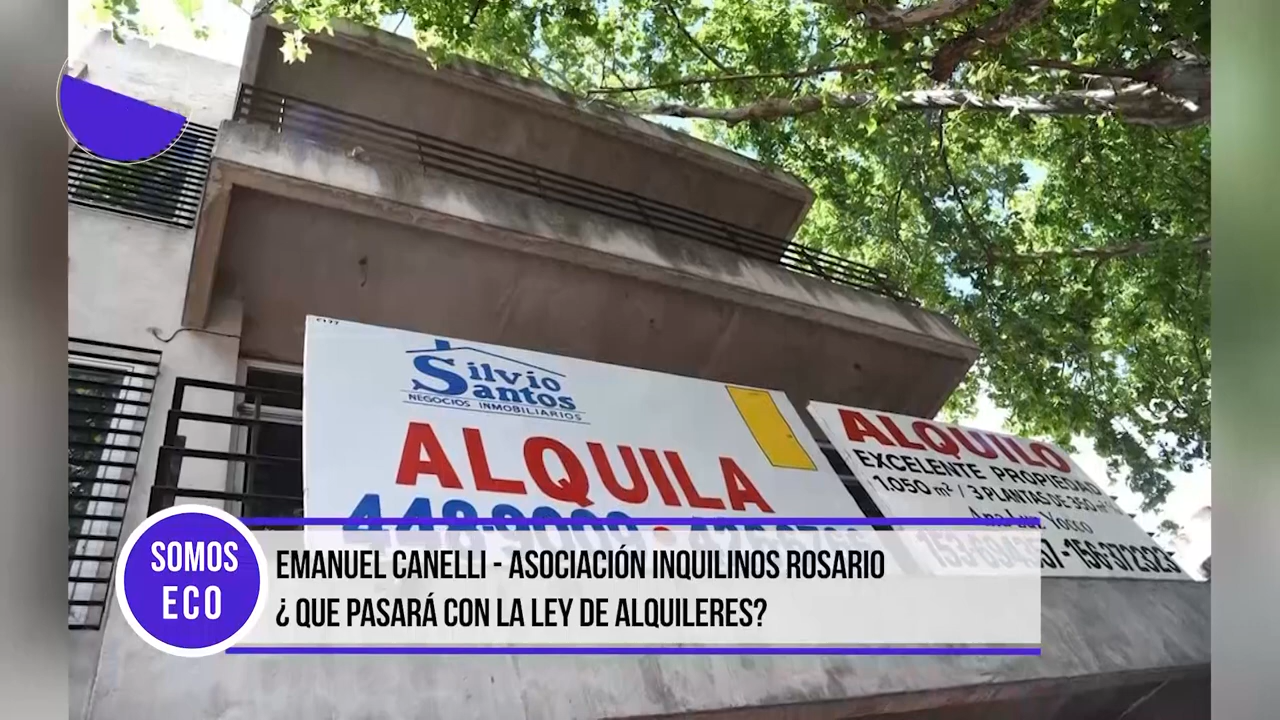 Silvio
Santos
NEGOCIOS INMOBILIARIOS
ALQUILA
ALQUILO
EXCELENTE PROPIEDAD
1.050 m² / 3 PLANTAS DE 350 m²
SOMOS
ECO
EMANUEL CANELLI - ASOCIACIÓN INQUILINOS ROSARIO
¿ QUE PASARÁ CON LA LEY DE ALQUILERES?